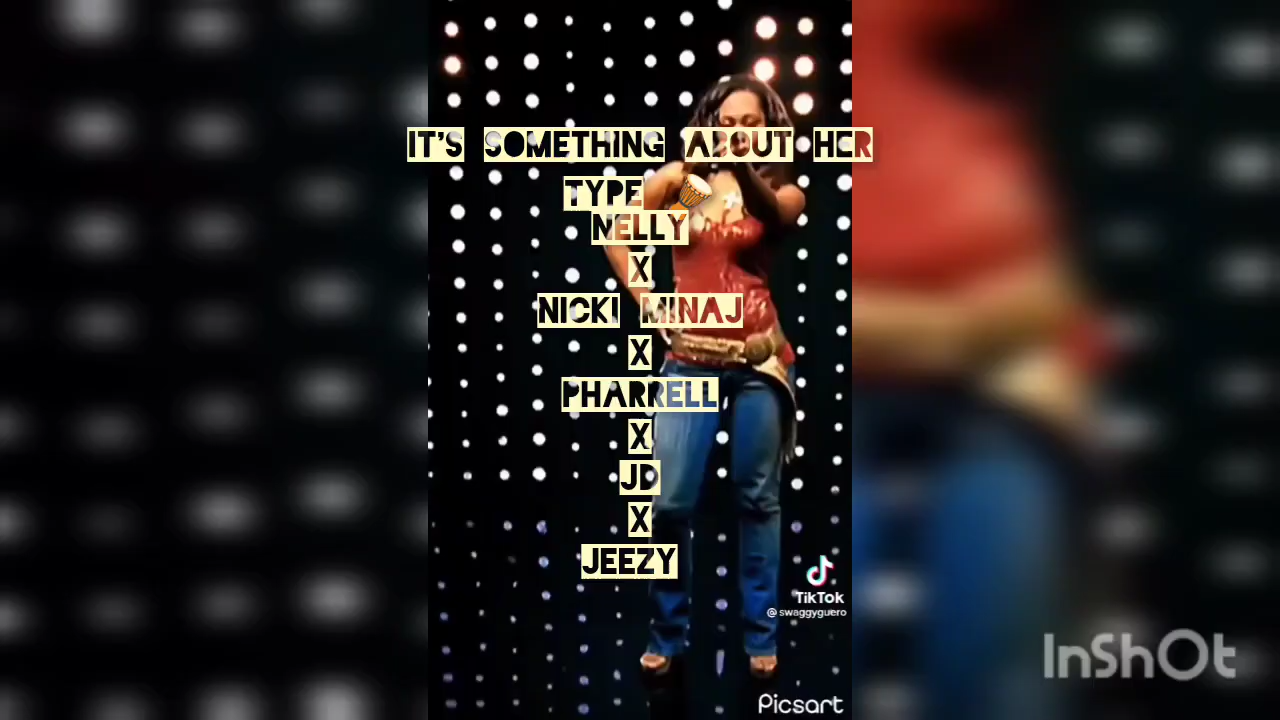 IT'S SOMETHING ABOUT HER
TYPE 🪘
NELLY
X
NICKI MINAJ
X
PHARRELL
X
JD
X
JEEZY
TikTok
@swaggyguero
InShOt
Picsart